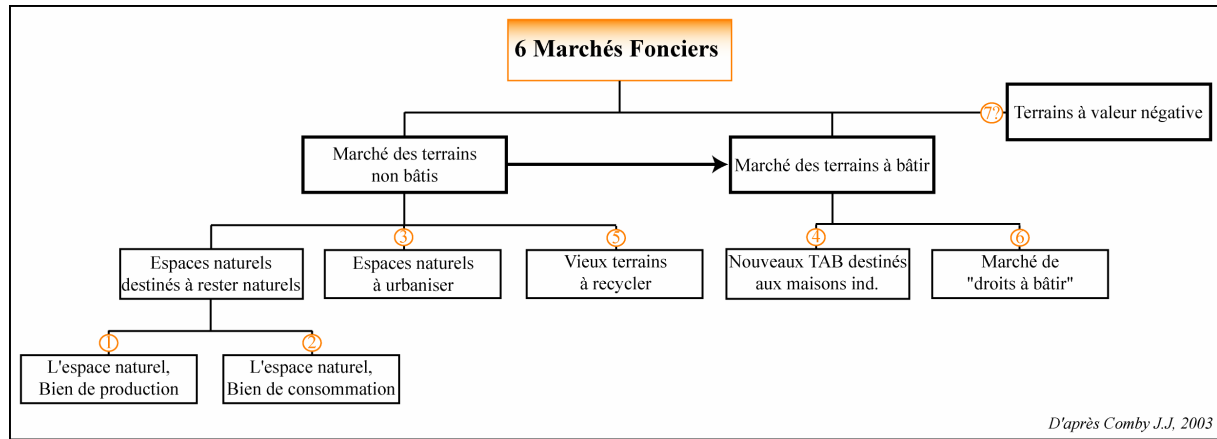 6 Marchés Fonciers
7?
Terrains à valeur négative
Marché des terrains
non bâtis
Marché des terrains à bâtir
3
5
4
6
Espaces naturels
destinés à rester naturels
Espaces naturels
à urbaniser
Vieux terrains
à recycler
Nouveaux TAB destinés
aux maisons ind.
Marché de
"droits à bâtir"
1
2
L'espace naturel,
Bien de production
L'espace naturel,
Bien de consommation
D'après Comby J.J, 2003